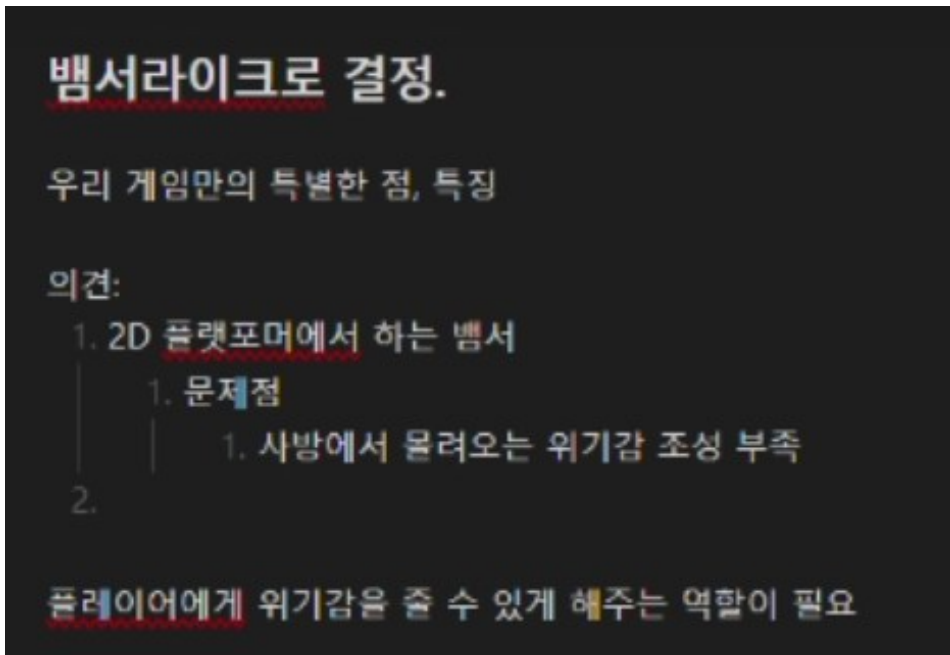 뱀서라이크로 결정.
우리 게임만의 특별한 점, 특징
의견:
1. 2D 플랫포머에서 하는 뱀서
1. 문제점
1. 사방에서 몰려오는 위기감 조성 부족
2.
플레이어에게 위기감을 줄 수 있게 해주는 역할이 필요